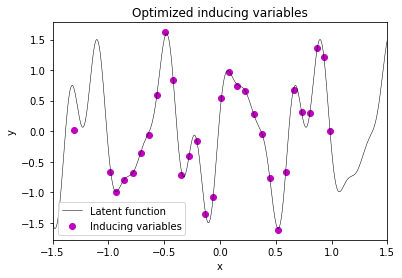 Optimized inducing variables
1.5
1.0
0.5
0.0
−0.5
−1.0
−1.5
y
Latent function
Inducing variables
−1.5 −1.0 −0.5 0.0 0.5 1.0 1.5
x